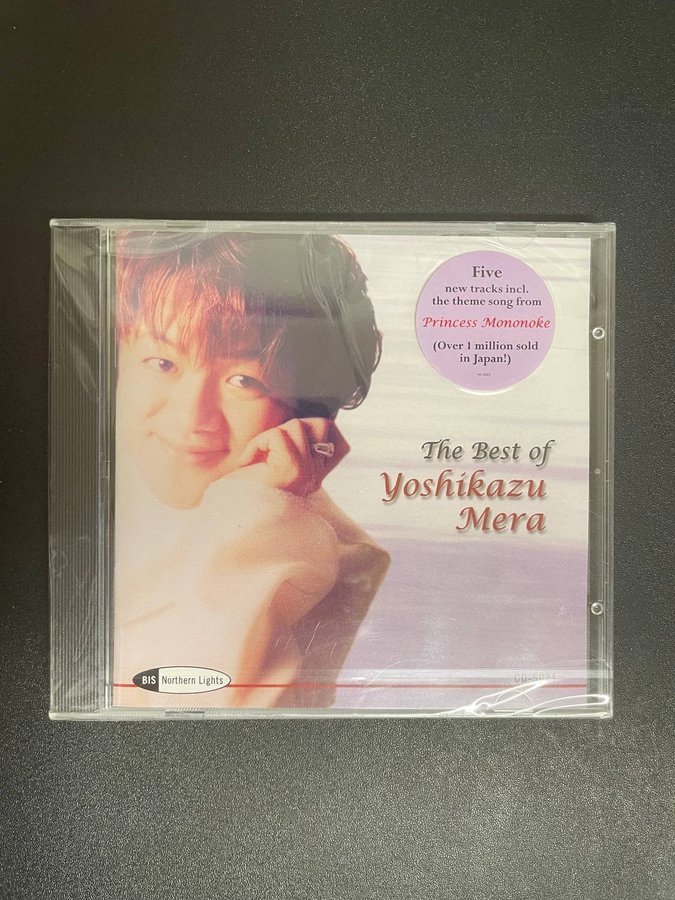 Five
new tracks incl.
the theme song from
Princess Mononoke
(Over 1 million sold
in Japan!)
The Best of
Yoshikazu
Mera
BIS Northern Lights